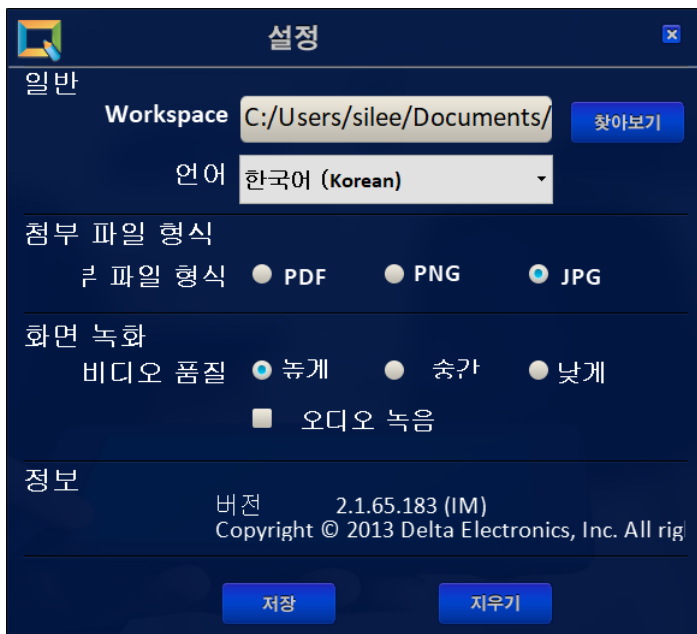 설정
일반
Workspace C:/Users/silee/Documents/ 찾아보기
언어 한국어 (Korean)
첨부 파일 형식
파일 형식 PDF PNG JPG
화면 녹화
비디오 품질 높게 중간 낮게
오디오 녹음
정보
버전 2.1.65.183 (IM)
Copyright © 2013 Delta Electronics, Inc. All
저장 지우기